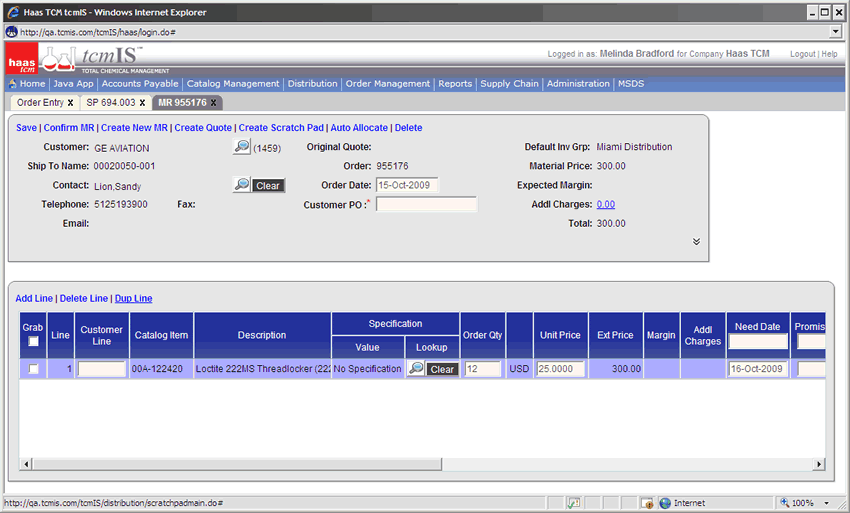 Haas TCM tcmIS - Windows Internet Explorer
http://qa.tcmis.com/tcmIS/haas/login.do#
haas tcm
tcmIS™
TOTAL CHEMICAL MANAGEMENT
Logged in as: Melinda Bradford for Company Haas TCM
Logout | Help
Home | Java App | Accounts Payable | Catalog Management | Distribution | Order Management | Reports | Supply Chain | Administration | MSDS
Order Entry x SP 694.003 x MR 955176 x
Save | Confirm MR | Create New MR | Create Quote | Create Scratch Pad | Auto Allocate | Delete
Customer: GE AVIATION (1459) Original Quote: Default Inv Grp: Miami Distribution
Ship To Name: 00020050-001 Order: 955176 Material Price: 300.00
Contact: Lion,Sandy Clear Order Date: 15-Oct-2009 Expected Margin:
Telephone: 5125193900 Fax: Customer PO :* Addl Charges: 0.00
Email: Total: 300.00
Add Line | Delete Line | Dup Line
Grab Line Customer Line Catalog Item Description Specification Value Lookup Order Qty Unit Price Ext Price Margin Addl Charges Need Date Promis
1 00A-122420 Loctite 222MS Threadlocker (222 No Specification Clear 12 USD 25.0000 300.00 16-Oct-2009
http://qa.tcmis.com/tcmIS/distribution/scratchpadmain.do#
Internet
100%